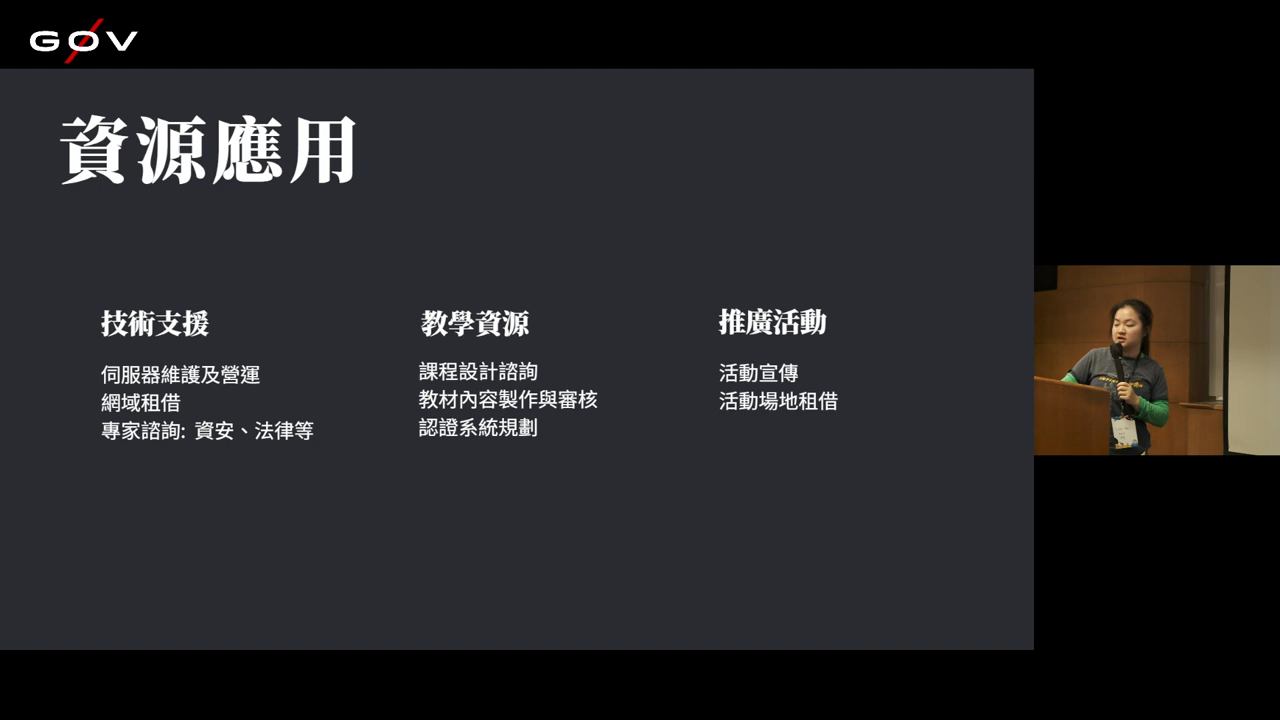 GØV
資源應用
技術支援
伺服器維護及營運
網域租借
專家諮詢: 資安、法律等
教學資源
課程設計諮詢
教材內容製作與審核
認證系統規劃
推廣活動
活動宣傳
活動場地租借